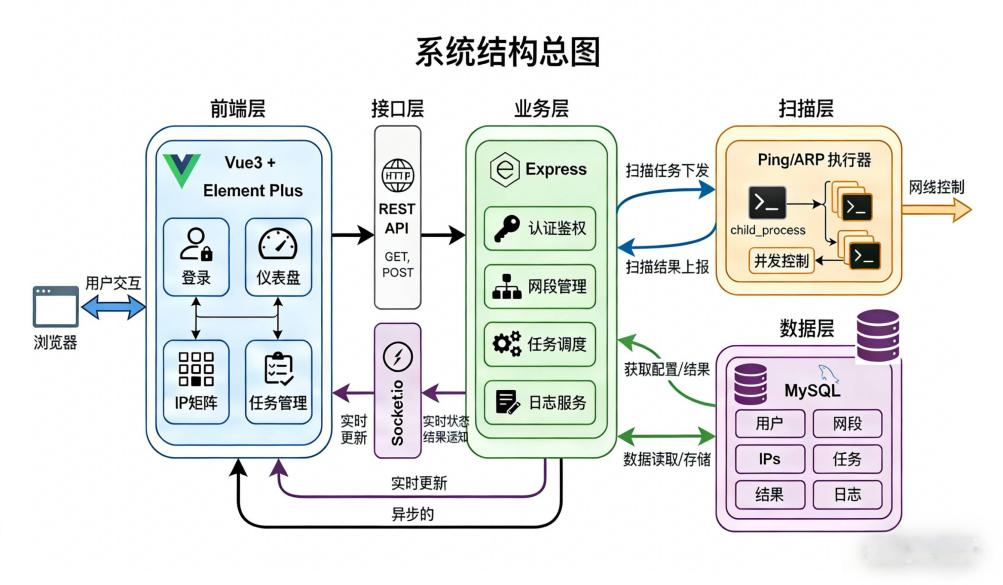 系统结构总图
前端层
接口层
业务层
扫描层
Vue3 +
Element Plus
登录
仪表盘
IP矩阵
任务管理
用户交互
浏览器
HTTP
REST
API
GET,
POST
Socketio
实时
更新
实时状态
结果通知
Express
认证鉴权
网段管理
任务调度
日志服务
扫描任务下发
扫描结果上报
Ping/ARP 执行器
child_process
并发控制
网线控制
数据层
获取配置/结果
数据读取/存储
MySQL
用户
网段
IPs
任务
结果
日志
实时更新
异步的